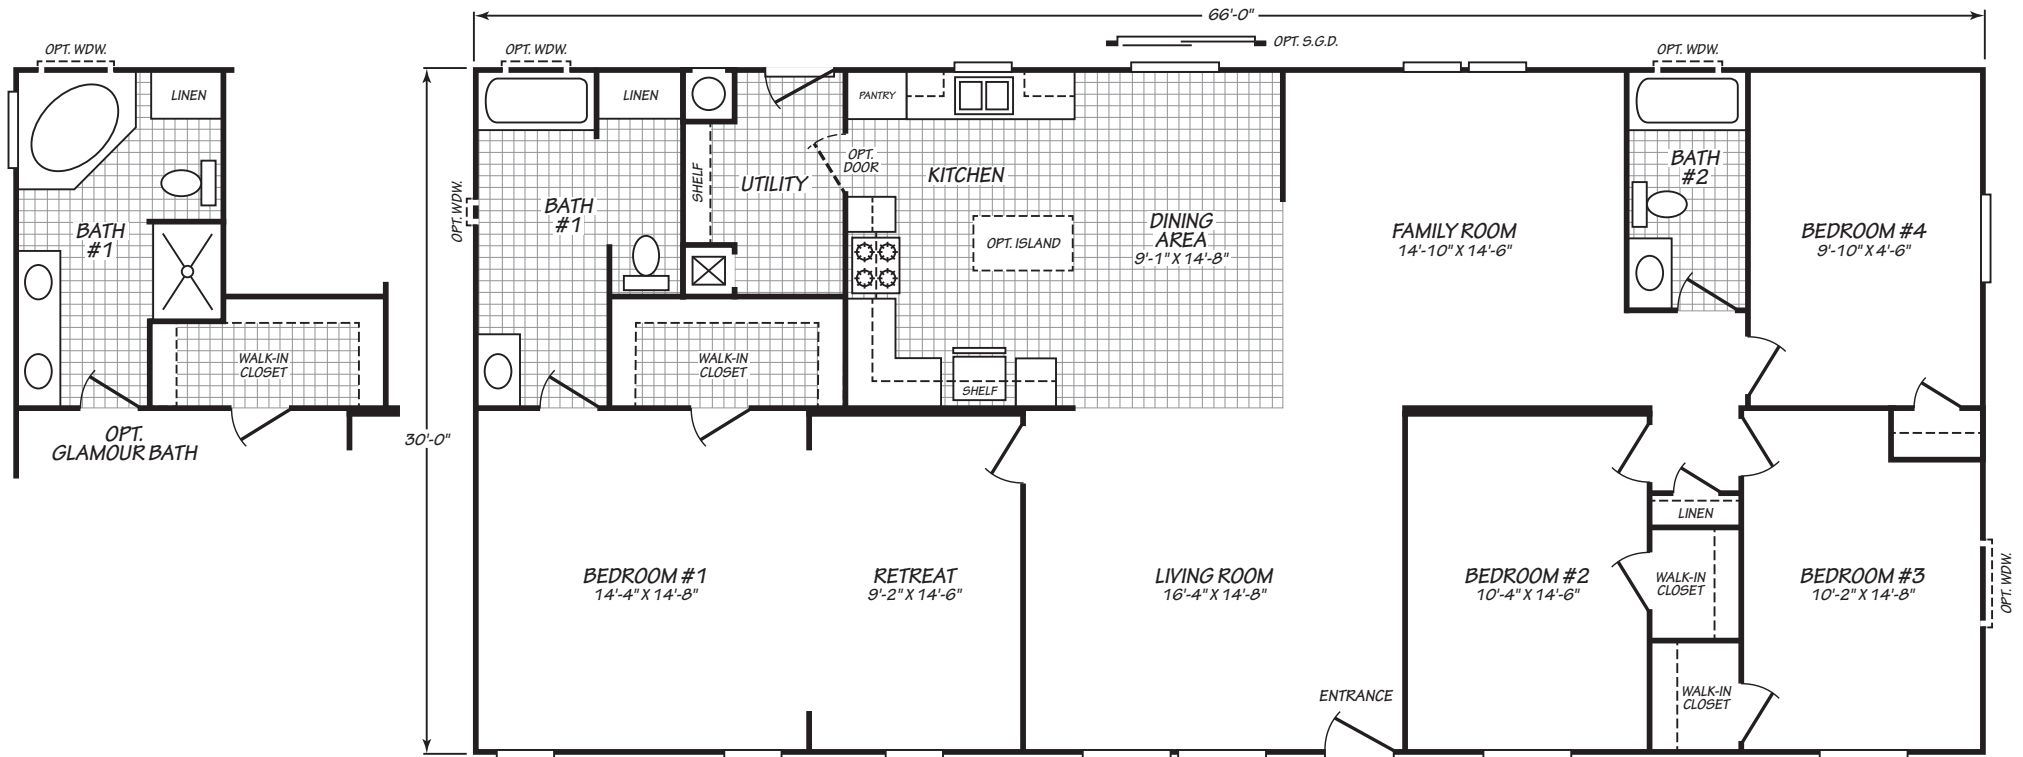 66'-0"
OPT. WDW.
OPT. WDW.
OPT. S.G.D.
OPT. WDW.
LINEN
LINEN
PANTRY
OPT.
DOOR
SHELF
UTILITY
KITCHEN
BATH
#2
OPT. WDW.
BATH
#1
BATH
#1
OPT. ISLAND
DINING
AREA
9'-1" X 14'-8"
FAMILY ROOM
14'-10" X 14'-6"
BEDROOM #4
9'-10" X 4'-6"
WALK-IN
CLOSET
WALK-IN
CLOSET
SHELF
OPT.
GLAMOUR BATH
30'-0"
LINEN
BEDROOM #1
14'-4" X 14'-8"
RETREAT
9'-2" X 14'-6"
LIVING ROOM
16'-4" X 14'-8"
BEDROOM #2
10'-4" X 14'-6"
WALK-IN
CLOSET
BEDROOM #3
10'-2" X 14'-8"
OPT. WDW.
ENTRANCE
WALK-IN
CLOSET